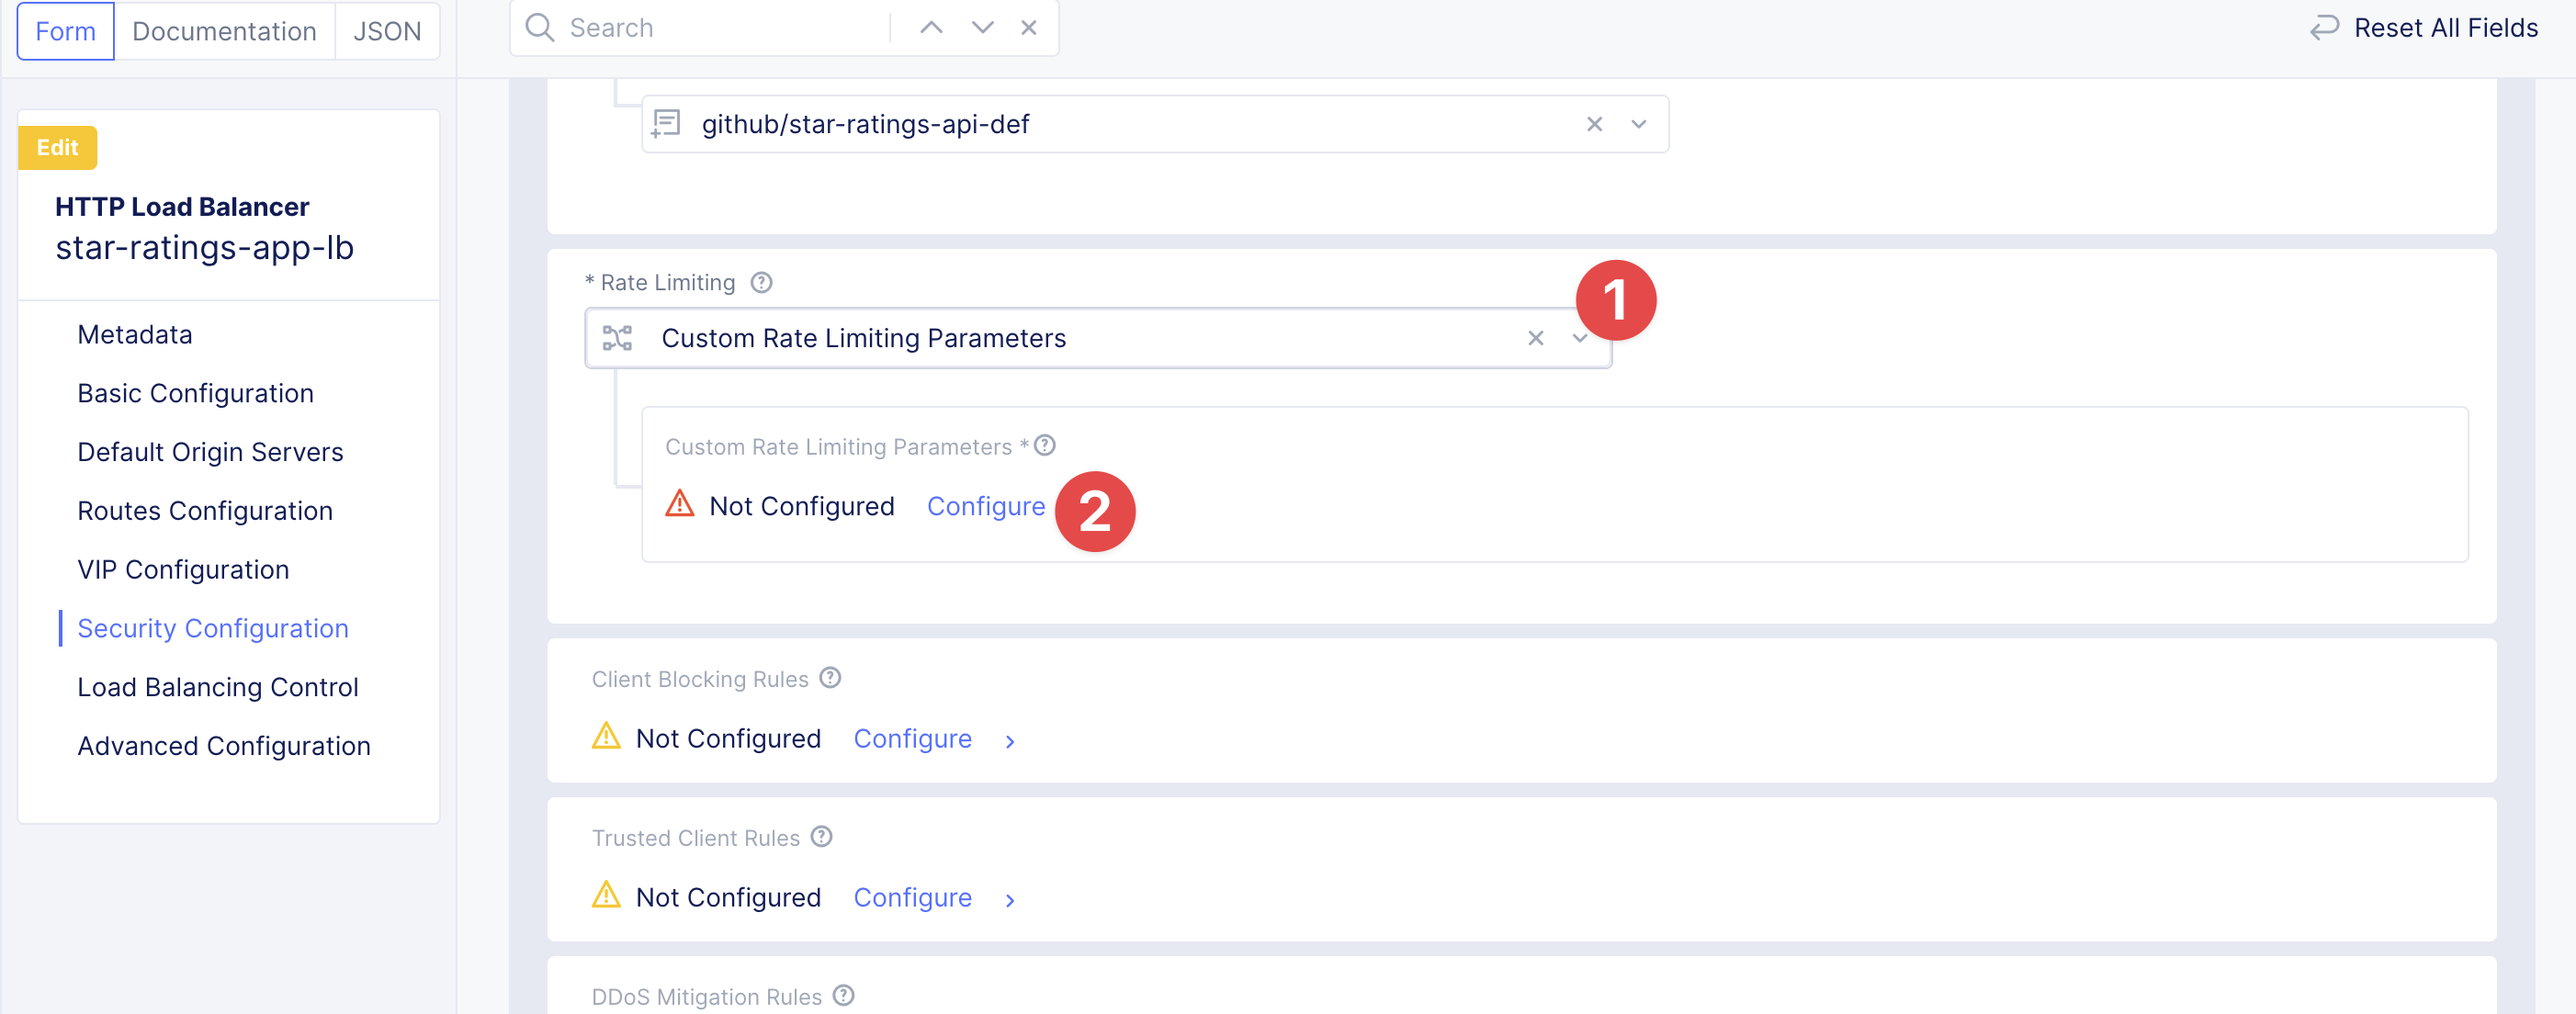 Form
Documentation
JSON
Search
Reset All Fields
Edit
HTTP Load Balancer
star-ratings-app-lb
Metadata
Basic Configuration
Default Origin Servers
Routes Configuration
VIP Configuration
Security Configuration
Load Balancing Control
Advanced Configuration
github/star-ratings-api-def
* Rate Limiting
1
Custom Rate Limiting Parameters
Custom Rate Limiting Parameters *
Not Configured Configure
2
Client Blocking Rules
Not Configured Configure
Trusted Client Rules
Not Configured Configure
DDoS Mitigation Rules